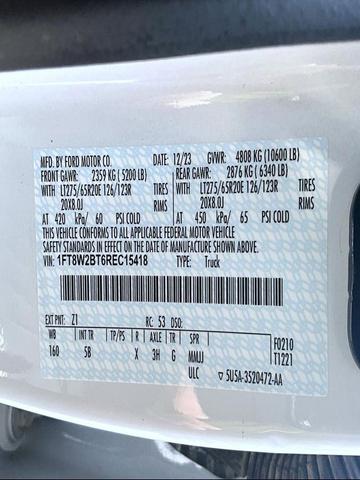 MFD. BY FORD MOTOR CO. 12/23 GVWR: 4808 KG (10600 LB)
FRONT GAWR: 2359 KG (5200 LB) REAR GAWR: 2876 KG (6340 LB)
LT275/65R20E 126/123R TIRES LT275/65R20E 126/123R TIRES
20X8.0J RIMS 20X8.0J RIMS
AT 420 kPa/ 60 PSI COLD AT 450 kPa/ 65 PSI COLD
THIS VEHICLE CONFORMS TO ALL APPLICABLE FEDERAL MOTOR VEHICLE
SAFETY AND THEFT PREVENTION STANDARDS IN EFFECT ON THE DATE OF MANUFACTURE SHOWN ABOVE.
VIN: 1FT8W2BT6REC15418 TYPE: Truck
EXT PNT: Z1 RC: 53 DSO: F0210
WB INT TR TP/PS R AXLE TR SPR T1221
160 5B X 3H G MMJJ
ULC ▽ 5U5A-3520472-AA